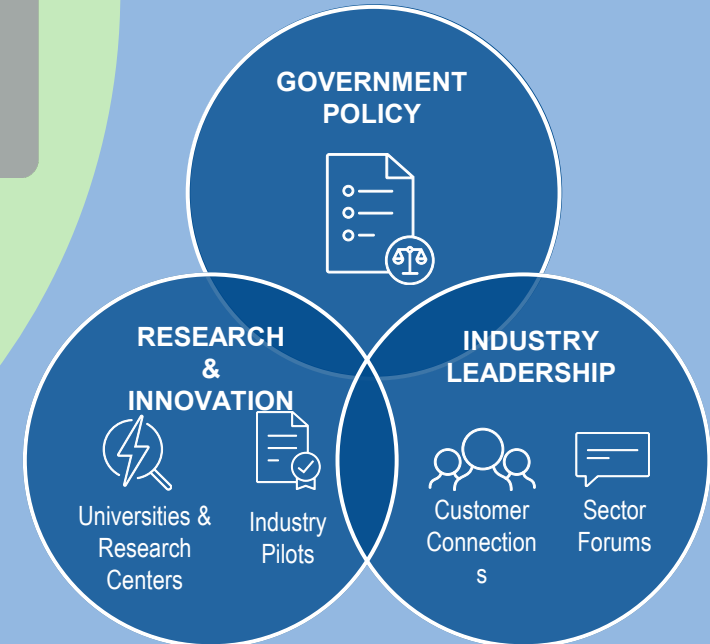 GOVERNMENT
POLICY
RESEARCH
&
INNOVATION
INDUSTRY
LEADERSHIP
Universities &
Research
Centers
Industry
Pilots
Customer
Connection
s
Sector
Forums